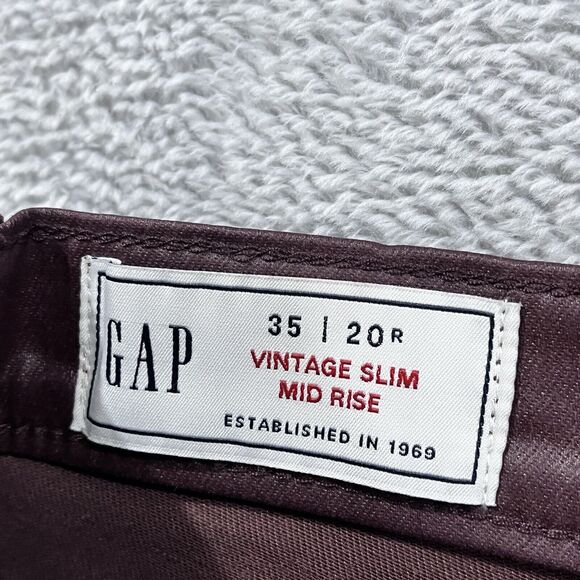 GAP
35 | 20R
VINTAGE SLIM
MID RISE
ESTABLISHED IN 1969